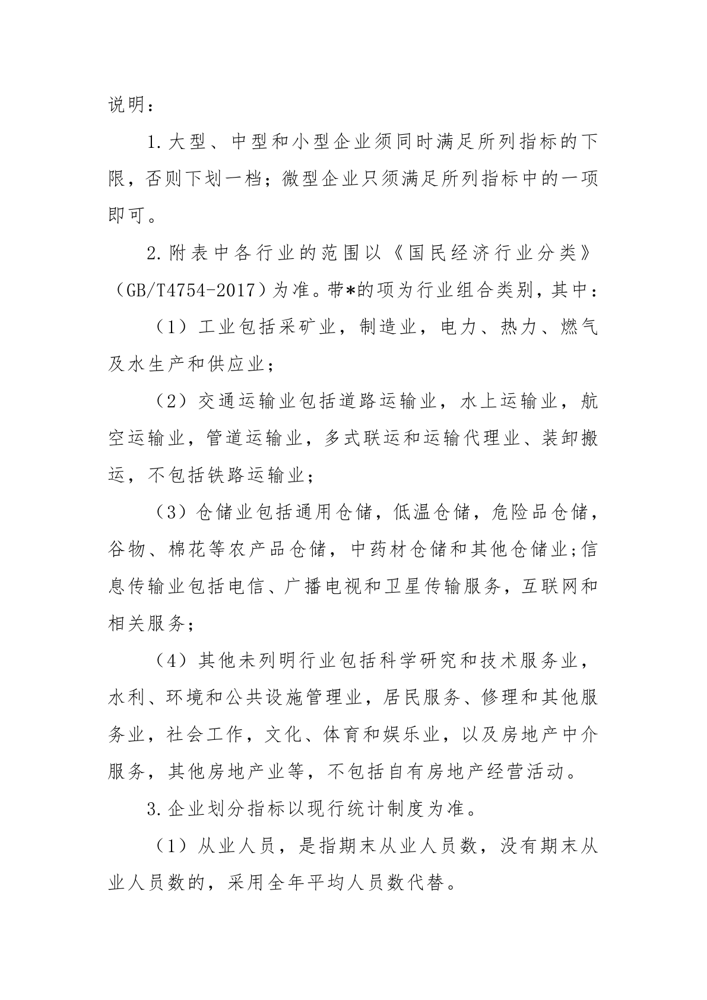 说明：
1.大型、中型和小型企业须同时满足所列指标的下
限，否则下划一档；微型企业只须满足所列指标中的一项
即可。
2.附表中各行业的范围以《国民经济行业分类》
（GB/T4754-2017）为准。带*的项为行业组合类别，其中：
（1）工业包括采矿业，制造业，电力、热力、燃气
及水生产和供应业；
（2）交通运输业包括道路运输业，水上运输业，航
空运输业，管道运输业，多式联运和运输代理业、装卸搬
运，不包括铁路运输业；
（3）仓储业包括通用仓储，低温仓储，危险品仓储，
谷物、棉花等农产品仓储，中药材仓储和其他仓储业;信
息传输业包括电信、广播电视和卫星传输服务，互联网和
相关服务；
（4）其他未列明行业包括科学研究和技术服务业，
水利、环境和公共设施管理业，居民服务、修理和其他服
务业，社会工作，文化、体育和娱乐业，以及房地产中介
服务，其他房地产业等，不包括自有房地产经营活动。
3.企业划分指标以现行统计制度为准。
（1）从业人员，是指期末从业人员数，没有期末从
业人员数的，采用全年平均人员数代替。